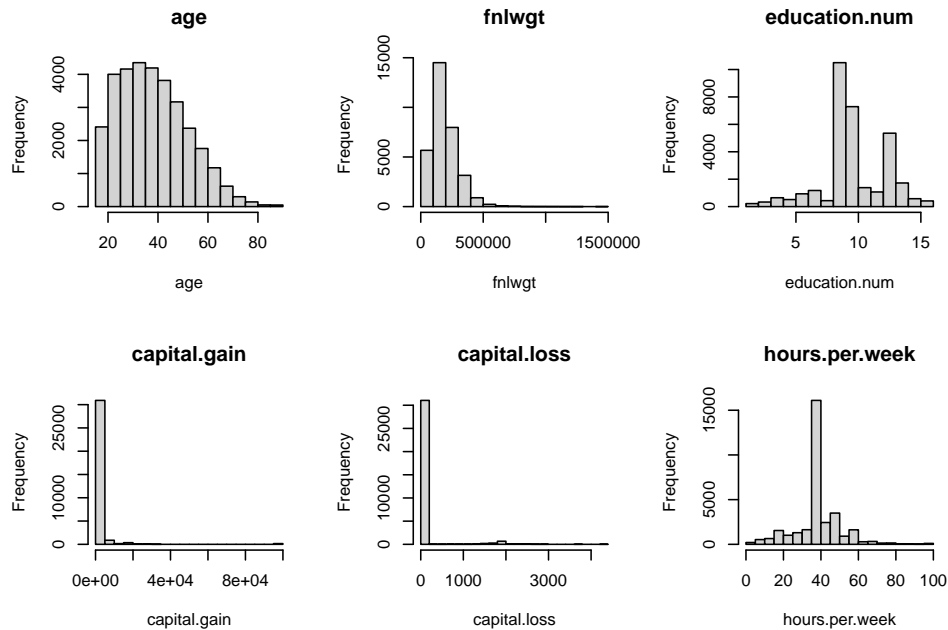 age
Frequency
0 2000 4000
20 40 60 80
age
fnlwgt
Frequency
0 5000 15000
0 500000 1500000
fnlwgt
education.num
Frequency
0 4000 8000
5 10 15
education.num
capital.gain
Frequency
0 10000 25000
0e+00 4e+04 8e+04
capital.gain
capital.loss
Frequency
0 10000 25000
0 1000 3000
capital.loss
hours.per.week
Frequency
0 5000 15000
0 20 40 60 80 100
hours.per.week